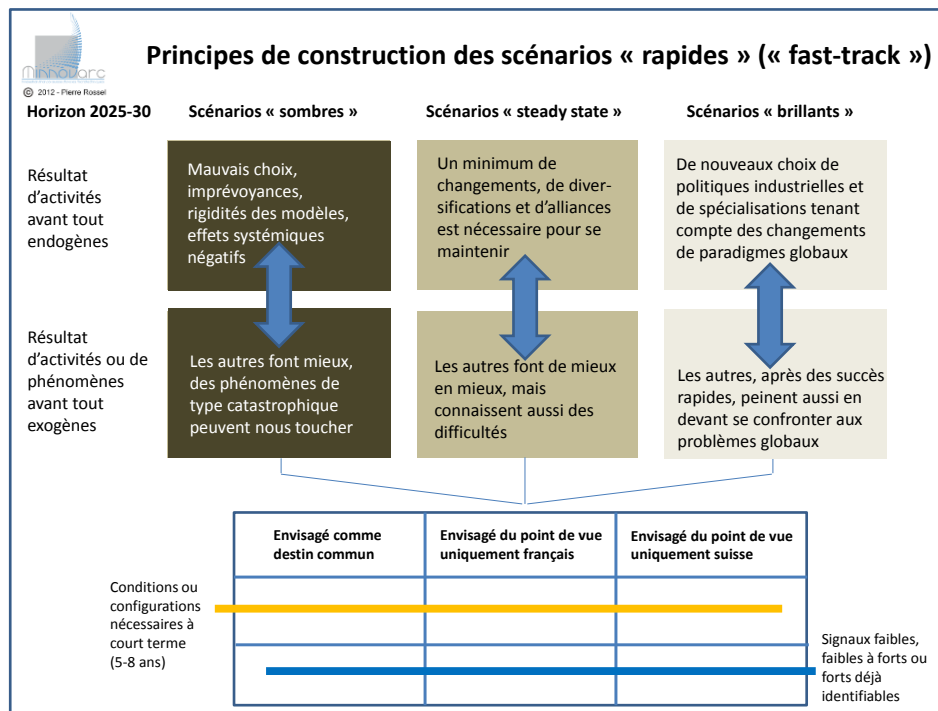 Principes de construction des scénarios « rapides » (« fast-track »)
Minnovarc
© 2012 - Pierre Rossel
Horizon 2025-30
Scénarios « sombres »
Scénarios « steady state »
Scénarios « brillants »
Résultat
d’activités
avant tout
endogènes
Mauvais choix,
imprévoyances,
rigidités des modèles,
effets systémiques
négatifs
Un minimum de
changements, de diver-
sifications et d’alliances
est nécessaire pour se
maintenir
De nouveaux choix de
politiques industrielles et
de spécialisations tenant
compte des changements
de paradigmes globaux
Résultat
d’activités ou de
phénomènes
avant tout
exogènes
Les autres font mieux,
des phénomènes de
type catastrophique
peuvent nous toucher
Les autres font de mieux
en mieux, mais
connaissent aussi des
difficultés
Les autres, après des succès
rapides, peinent aussi en
devant se confronter aux
problèmes globaux
Envisagé comme
destin commun
Envisagé du point de vue
uniquement français
Envisagé du point de vue
uniquement suisse
Conditions ou
configurations
nécessaires à
court terme
(5-8 ans)
Signaux faibles,
faibles à forts ou
forts déjà
identifiables